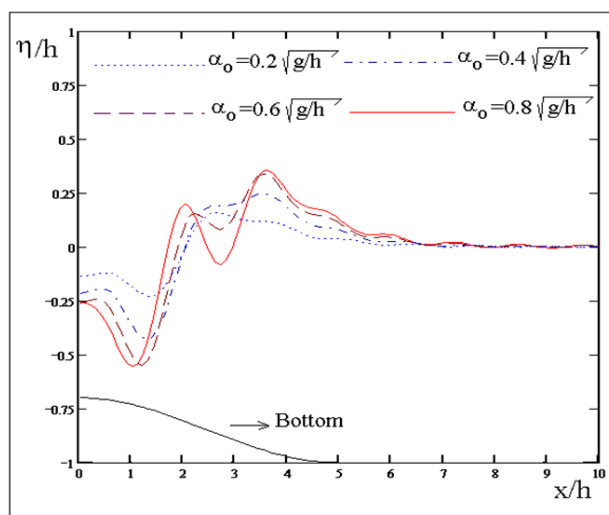 η/h
1
0.75
0.5
0.25
0
-0.25
-0.5
-0.75
-1
αo=0.2 √g/h
αo=0.4 √g/h
αo=0.6 √g/h
αo=0.8 √g/h
Bottom
0 1 2 3 4 5 6 7 8 9 10
x/h